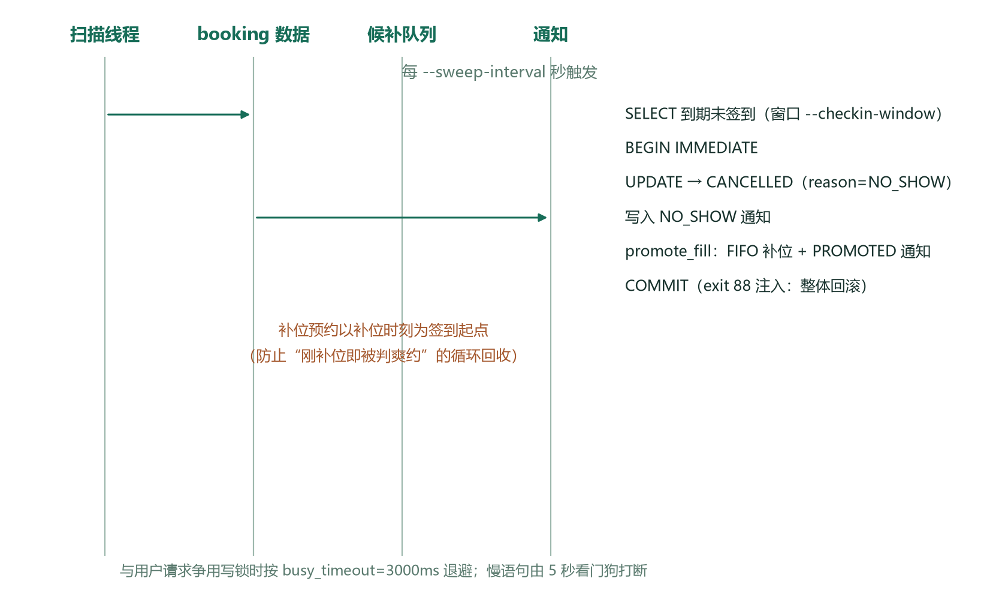 扫描线程
booking 数据
候补队列
通知
每 --sweep-interval 秒触发
SELECT 到期未签到（窗口 --checkin-window）
BEGIN IMMEDIATE
UPDATE → CANCELLED（reason=NO_SHOW）
写入 NO_SHOW 通知
promote_fill：FIFO 补位 + PROMOTED 通知
COMMIT（exit 88 注入：整体回滚）
补位预约以补位时刻为签到起点
（防止“刚补位即被判爽约”的循环回收）
与用户请求争用写锁时按 busy_timeout=3000ms 退避；慢语句由 5 秒看门狗打断